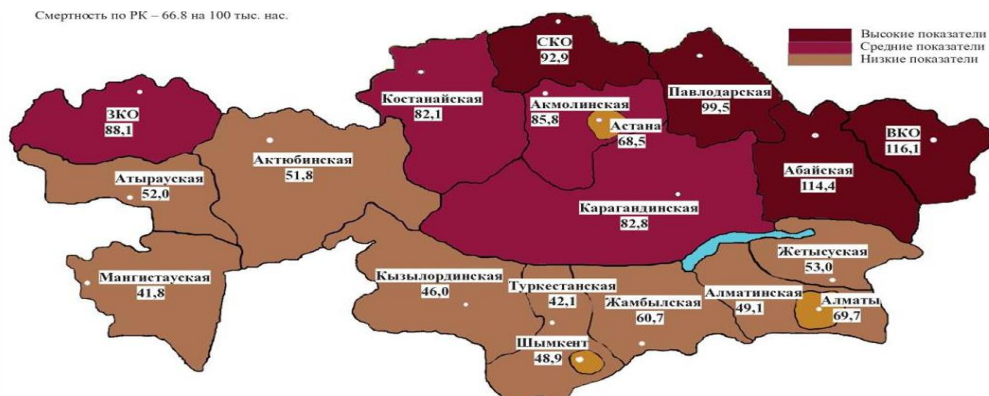 Смертность по РК – 66.8 на 100 тыс. нас.
Высокие показатели
Средние показатели
Низкие показатели
СКО
92,9
Павлодарская
99,5
Костанайская
82,1
Акмолинская
85,8
Астана
68,5
ЗКО
88,1
ВКО
116,1
Абайская
114,4
Актюбинская
51,8
Атырауская
52,0
Карагандинская
82,8
Жетысуская
53,0
Мангистауская
41,8
Кызылординская
46,0
Туркестанская
42,1
Жамбылская
60,7
Алматинская
49,1
Алматы
69,7
Шымкент
48,9